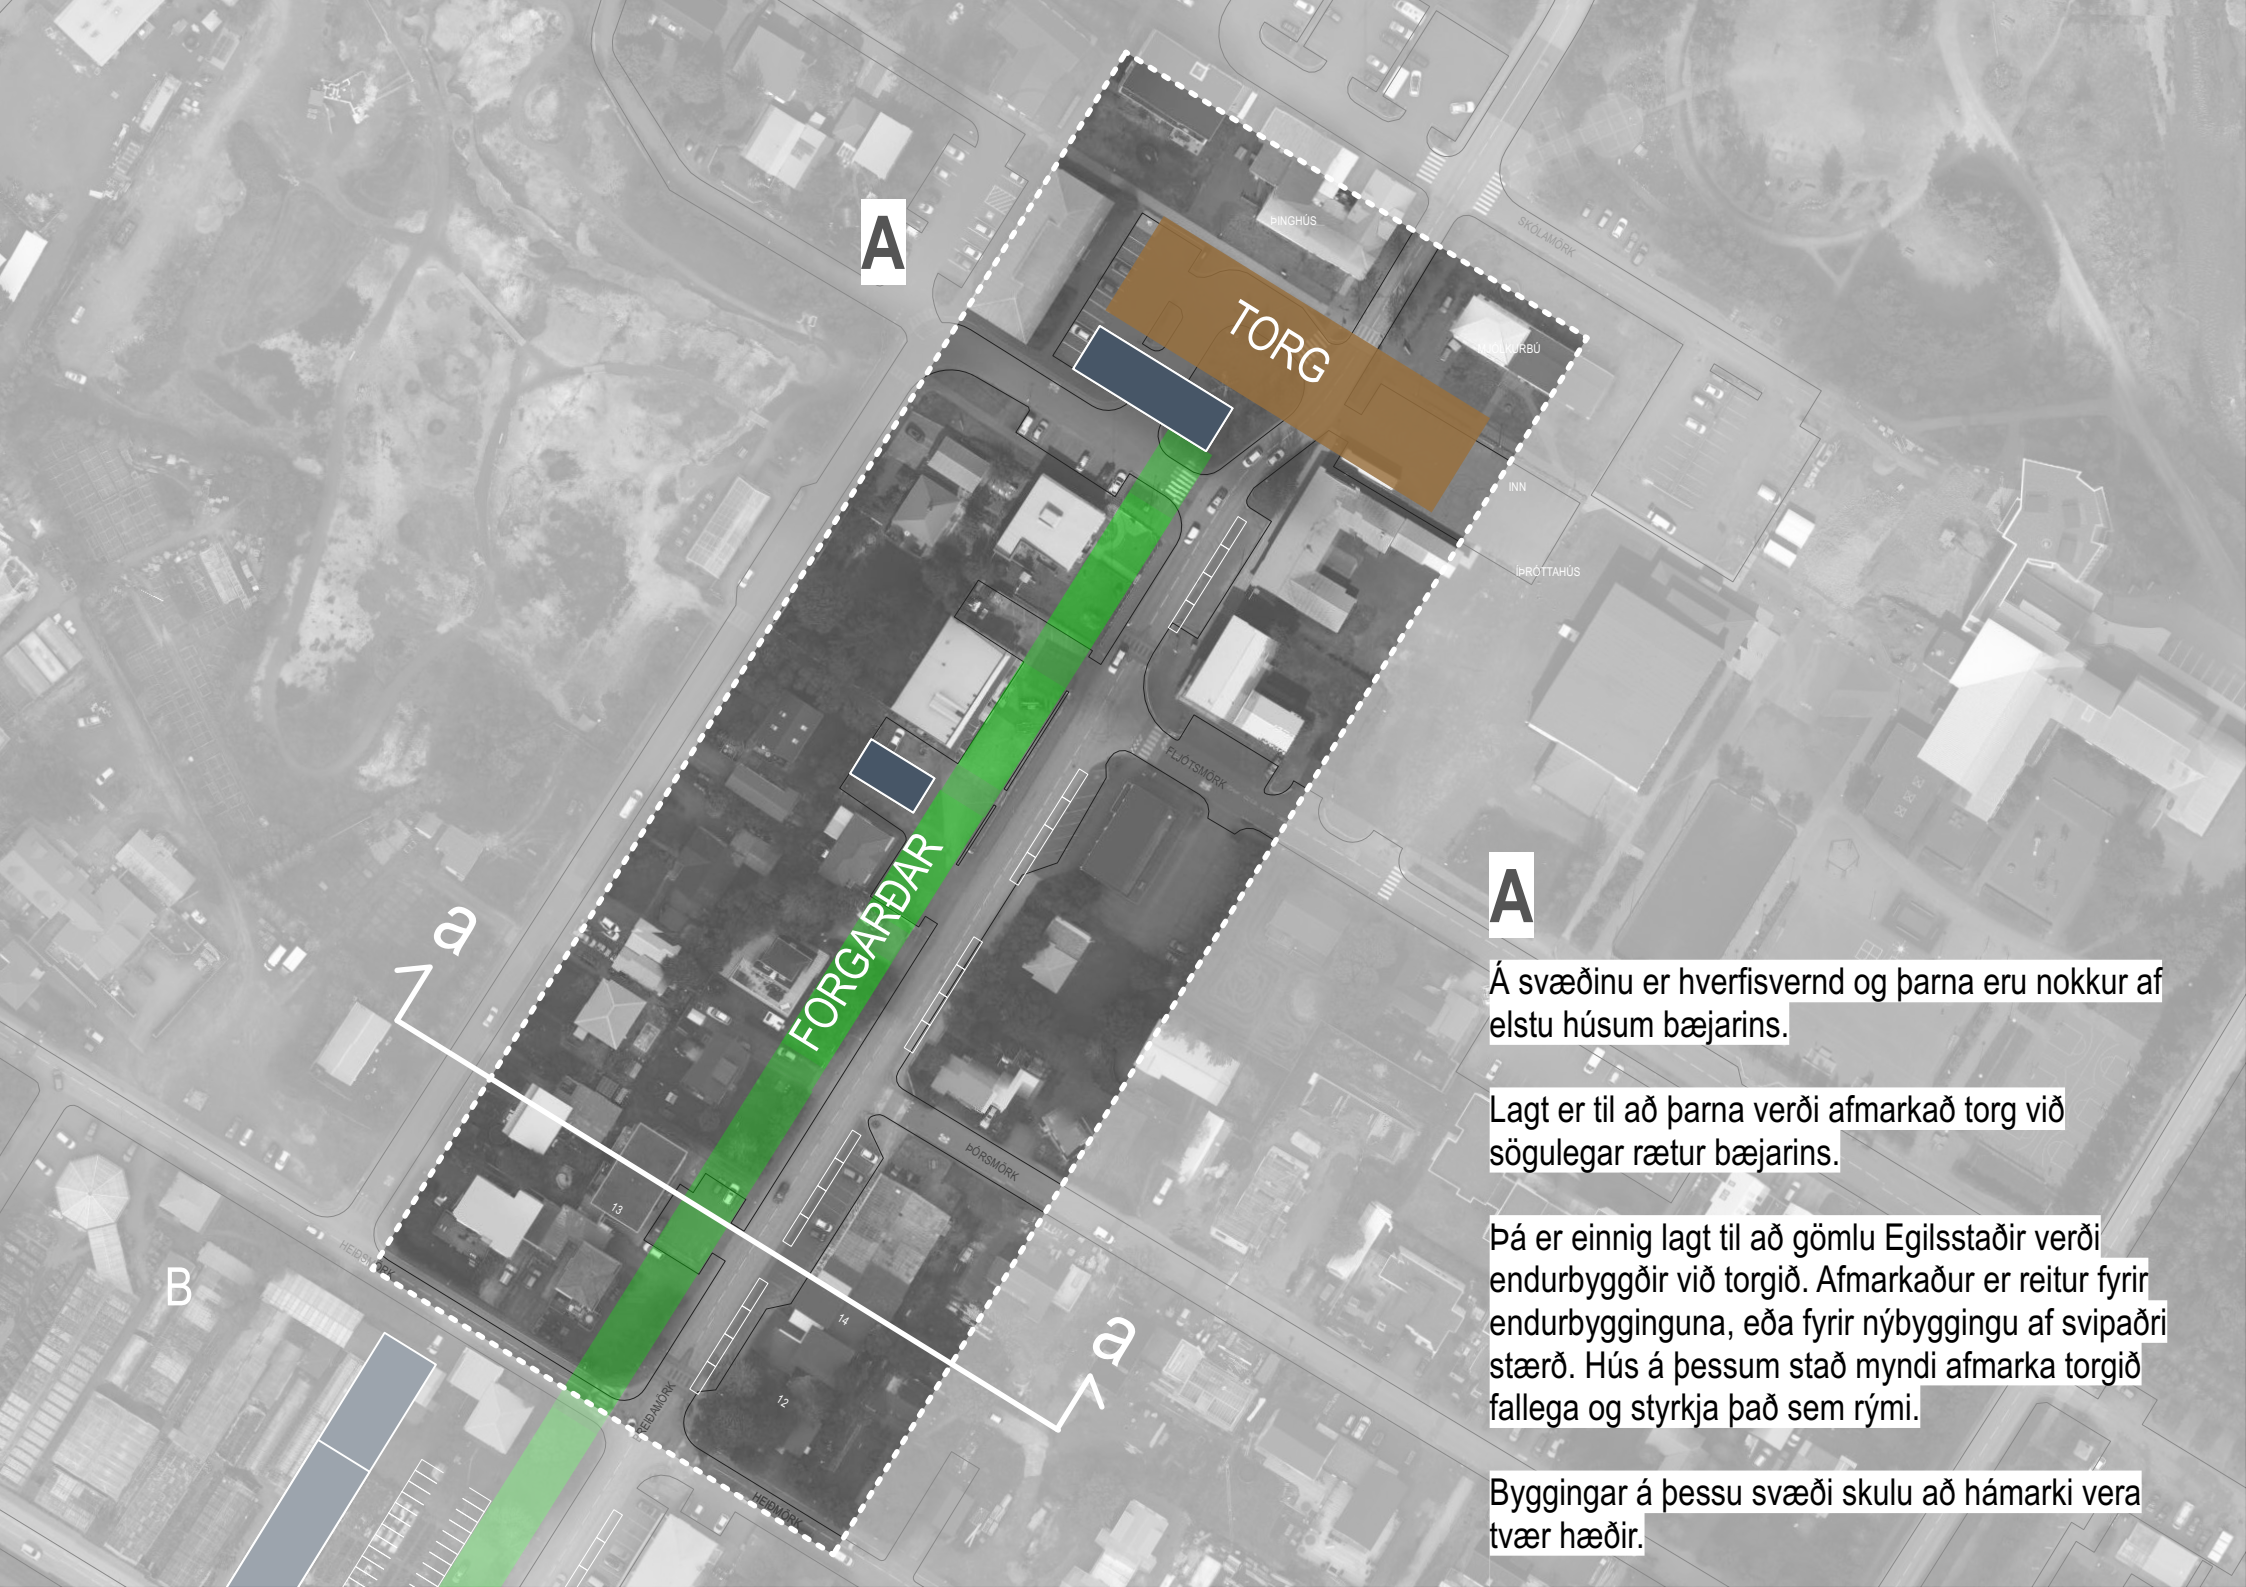 A
ÞINGHÚS
SKÓLAMÖRK
TORG
MJÓLKURBÚ
INN
ÍÞRÓTTAHÚS
FLJÓTSMÖRK
FORGARÐAR
a
A
Á svæðinu er hverfisvernd og þarna eru nokkur af
elstu húsum bæjarins.
Lagt er til að þarna verði afmarkað torg við
sögulegar rætur bæjarins.
Þá er einnig lagt til að gömlu Egilsstaðir verði
endurbyggðir við torgið. Afmarkaður er reitur fyrir
endurbygginguna, eða fyrir nýbyggingu af svipaðri
stærð. Hús á þessum stað myndi afmarka torgið
fallega og styrkja það sem rými.
Byggingar á þessu svæði skulu að hámarki vera
tvær hæðir.
ÞÓRSMÖRK
13
HEIÐSMÖRK
B
14
a
12
BREIÐAMÖRK
HEIÐMÖRK